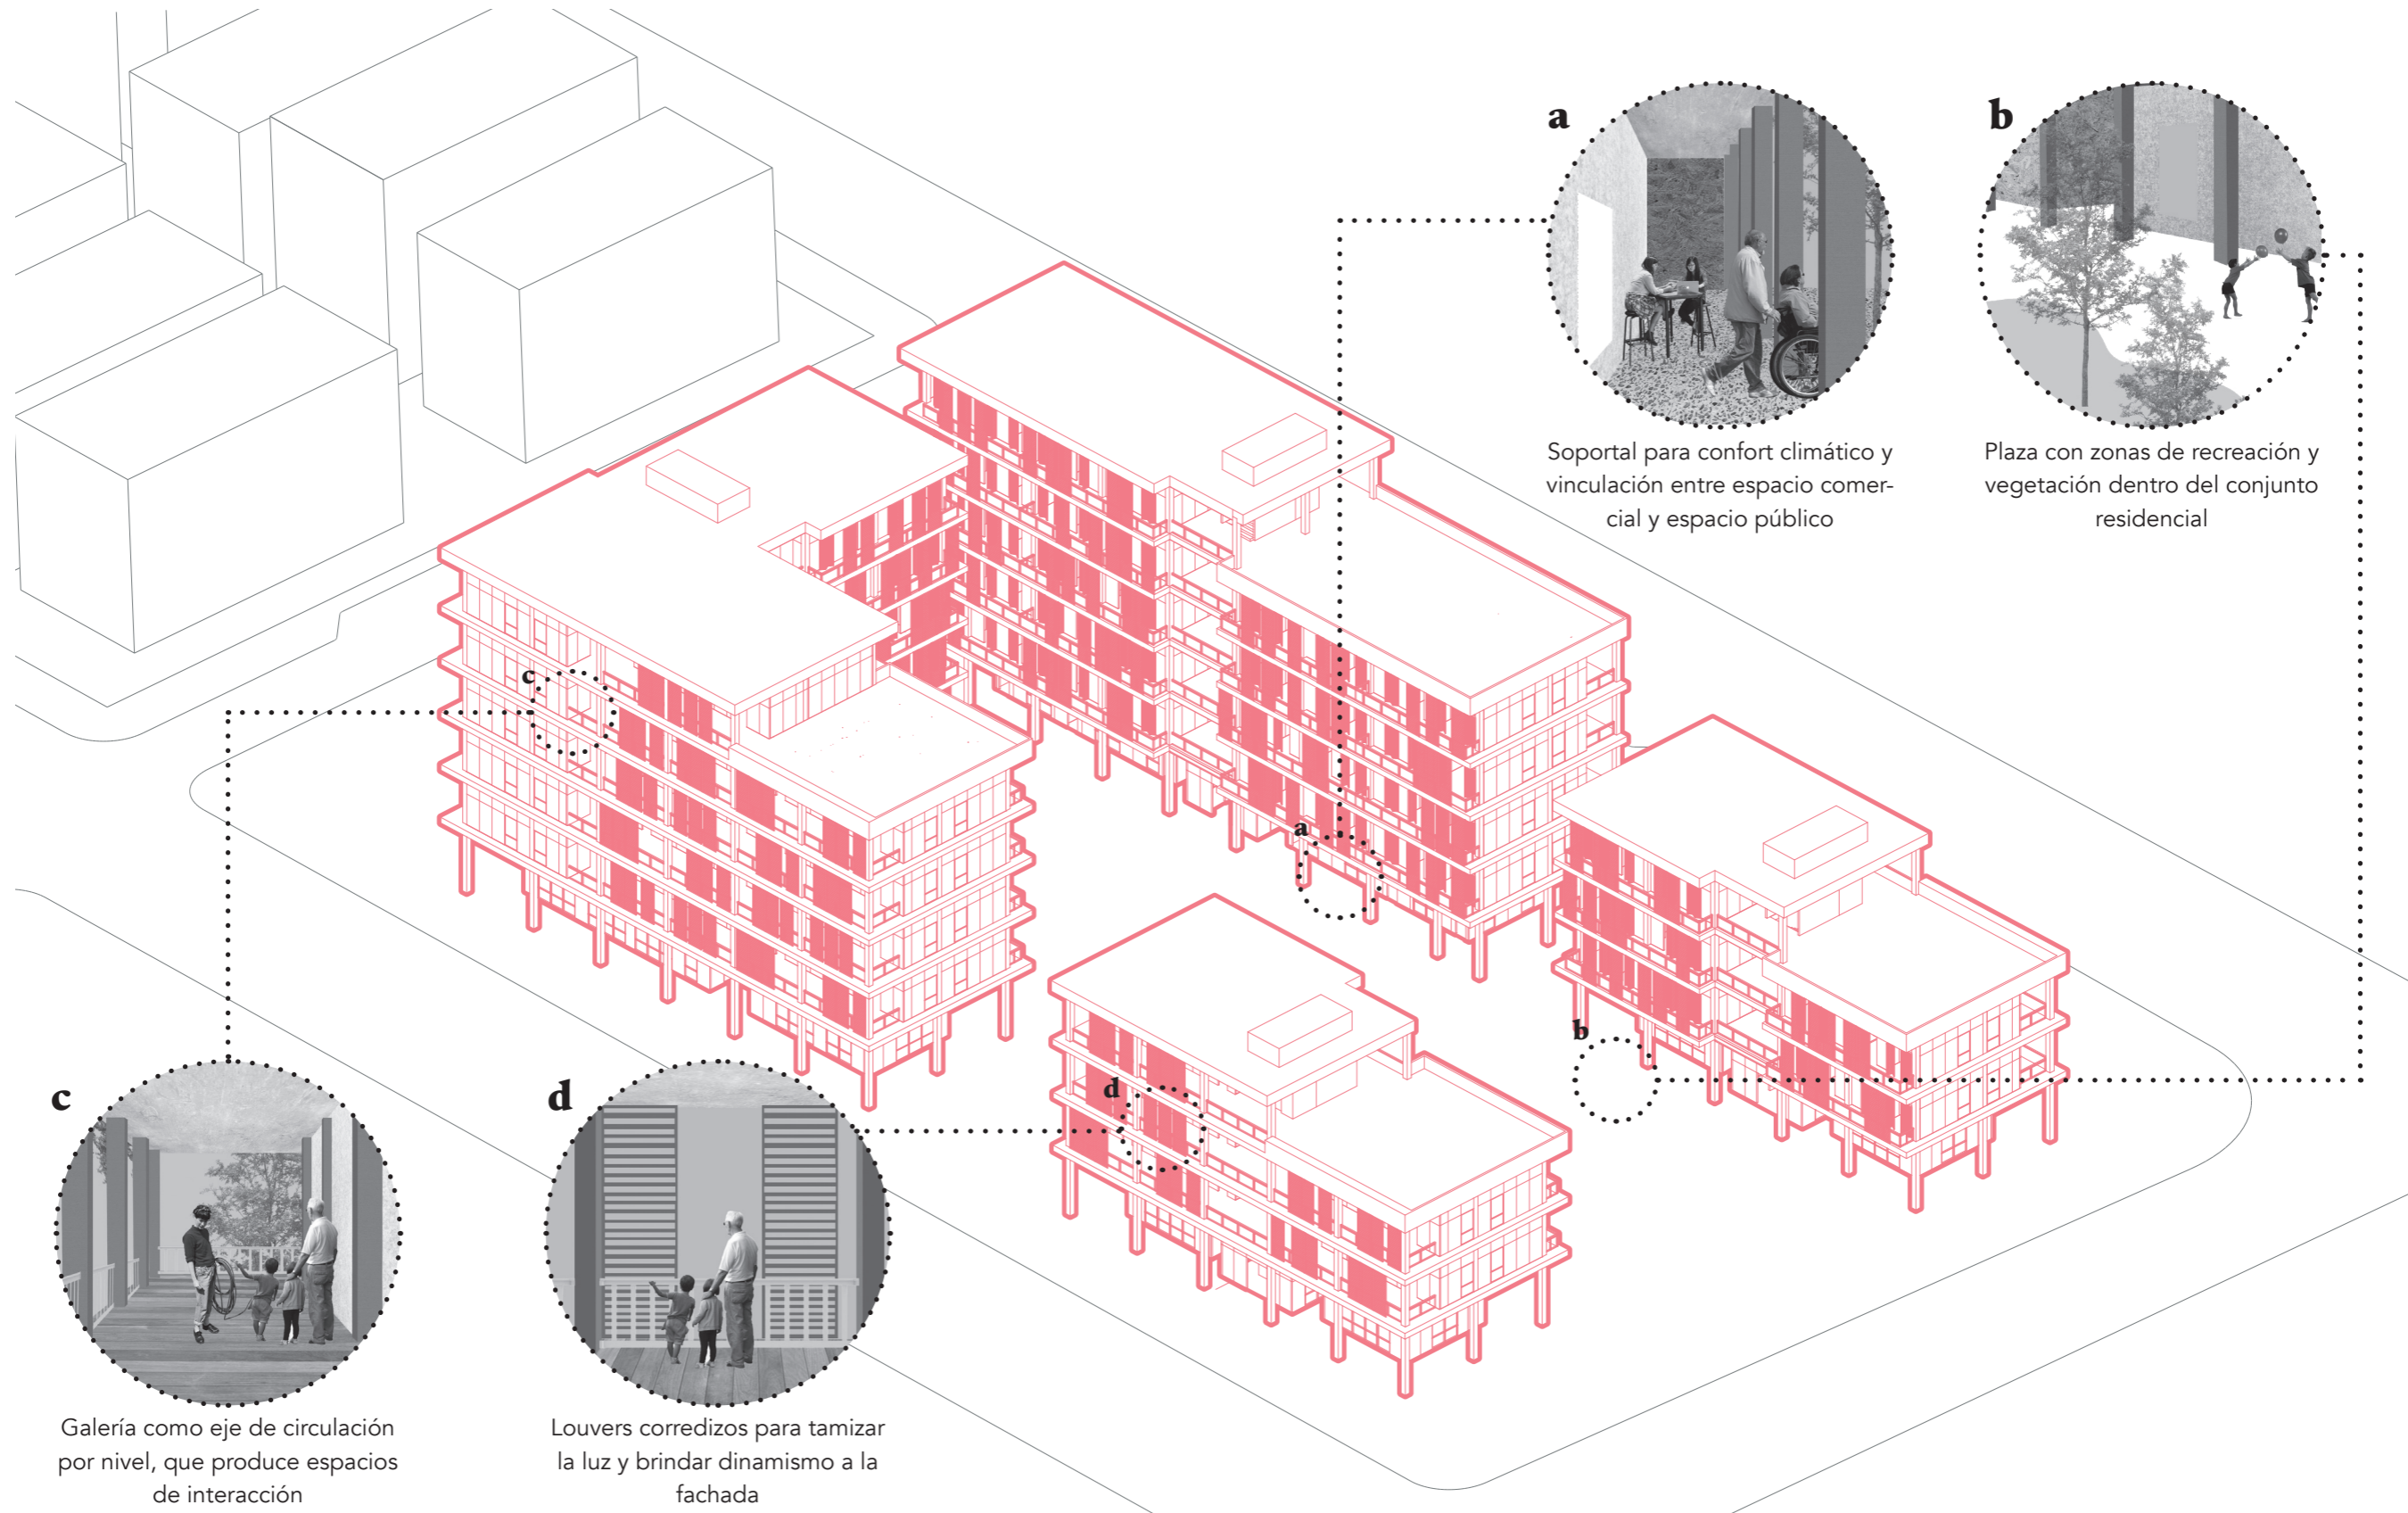 a
Soportal para confort climático y
vinculación entre espacio comer-
cial y espacio público
b
Plaza con zonas de recreación y
vegetación dentro del conjunto
residencial
c
a
b
d
c
Galería como eje de circulación
por nivel, que produce espacios
de interacción
d
Louvers corredizos para tamizar
la luz y brindar dinamismo a la
fachada